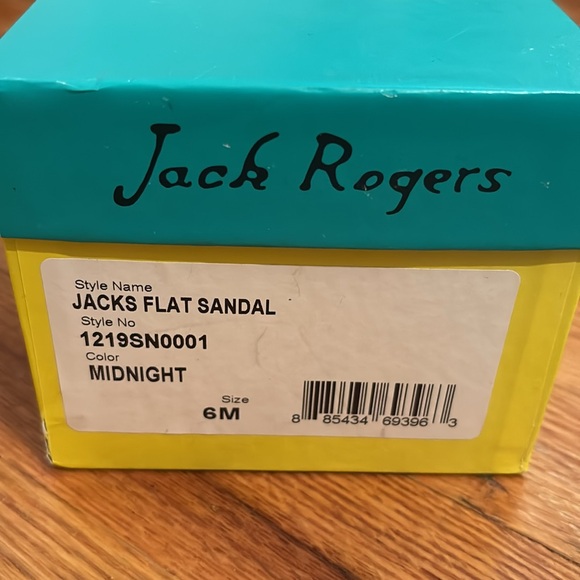 Jack Rogers
Style Name
JACKS FLAT SANDAL
Style No
1219SN0001
Color
MIDNIGHT
Size
6M
8 85434 69396 3